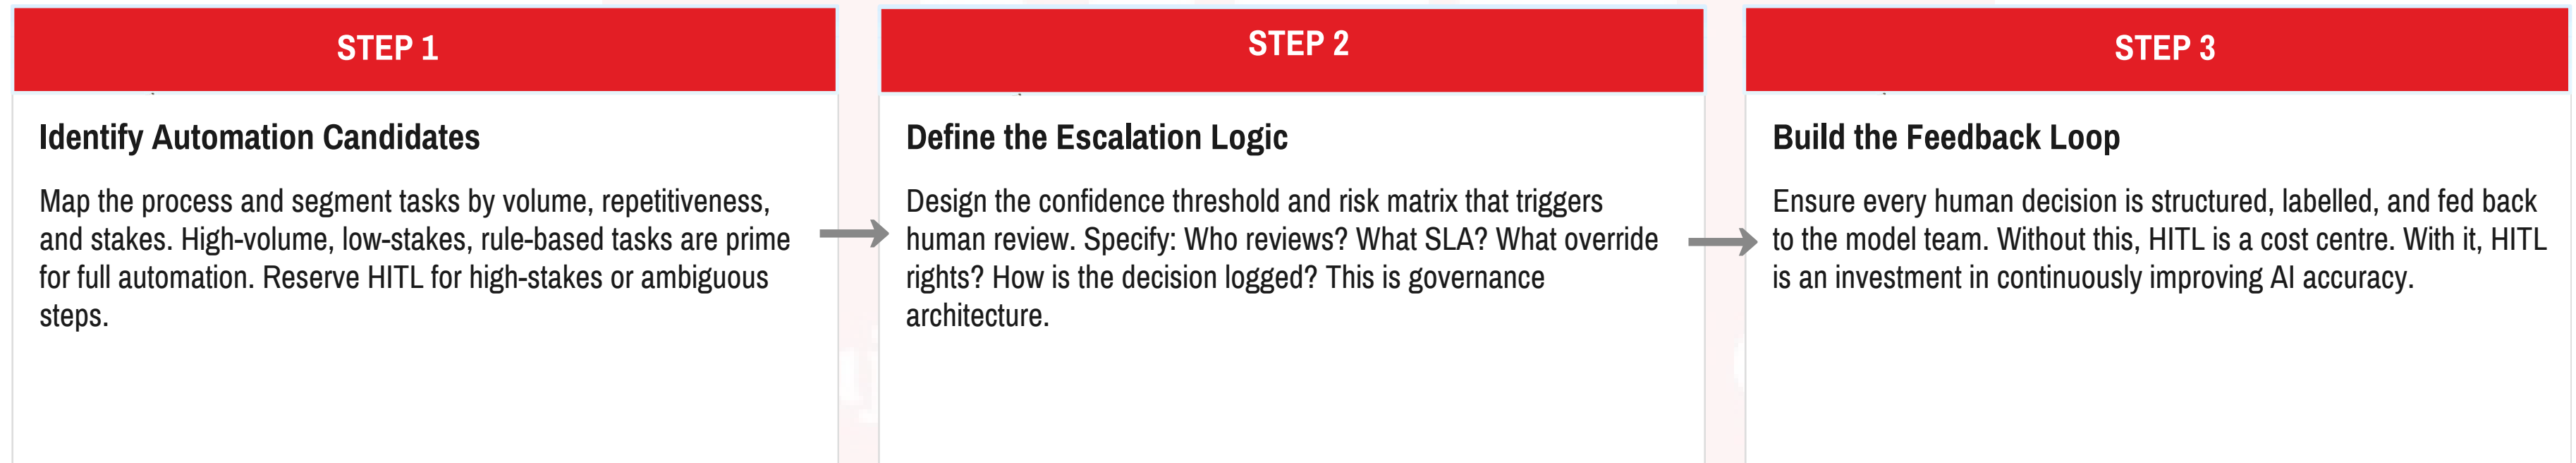 STEP 1
Identify Automation Candidates
Map the process and segment tasks by volume, repetitiveness,
and stakes. High-volume, low-stakes, rule-based tasks are prime
for full automation. Reserve HITL for high-stakes or ambiguous
steps.
STEP 2
Define the Escalation Logic
Design the confidence threshold and risk matrix that triggers
human review. Specify: Who reviews? What SLA? What override
rights? How is the decision logged? This is governance
architecture.
STEP 3
Build the Feedback Loop
Ensure every human decision is structured, labelled, and fed back
to the model team. Without this, HITL is a cost centre. With it, HITL
is an investment in continuously improving AI accuracy.